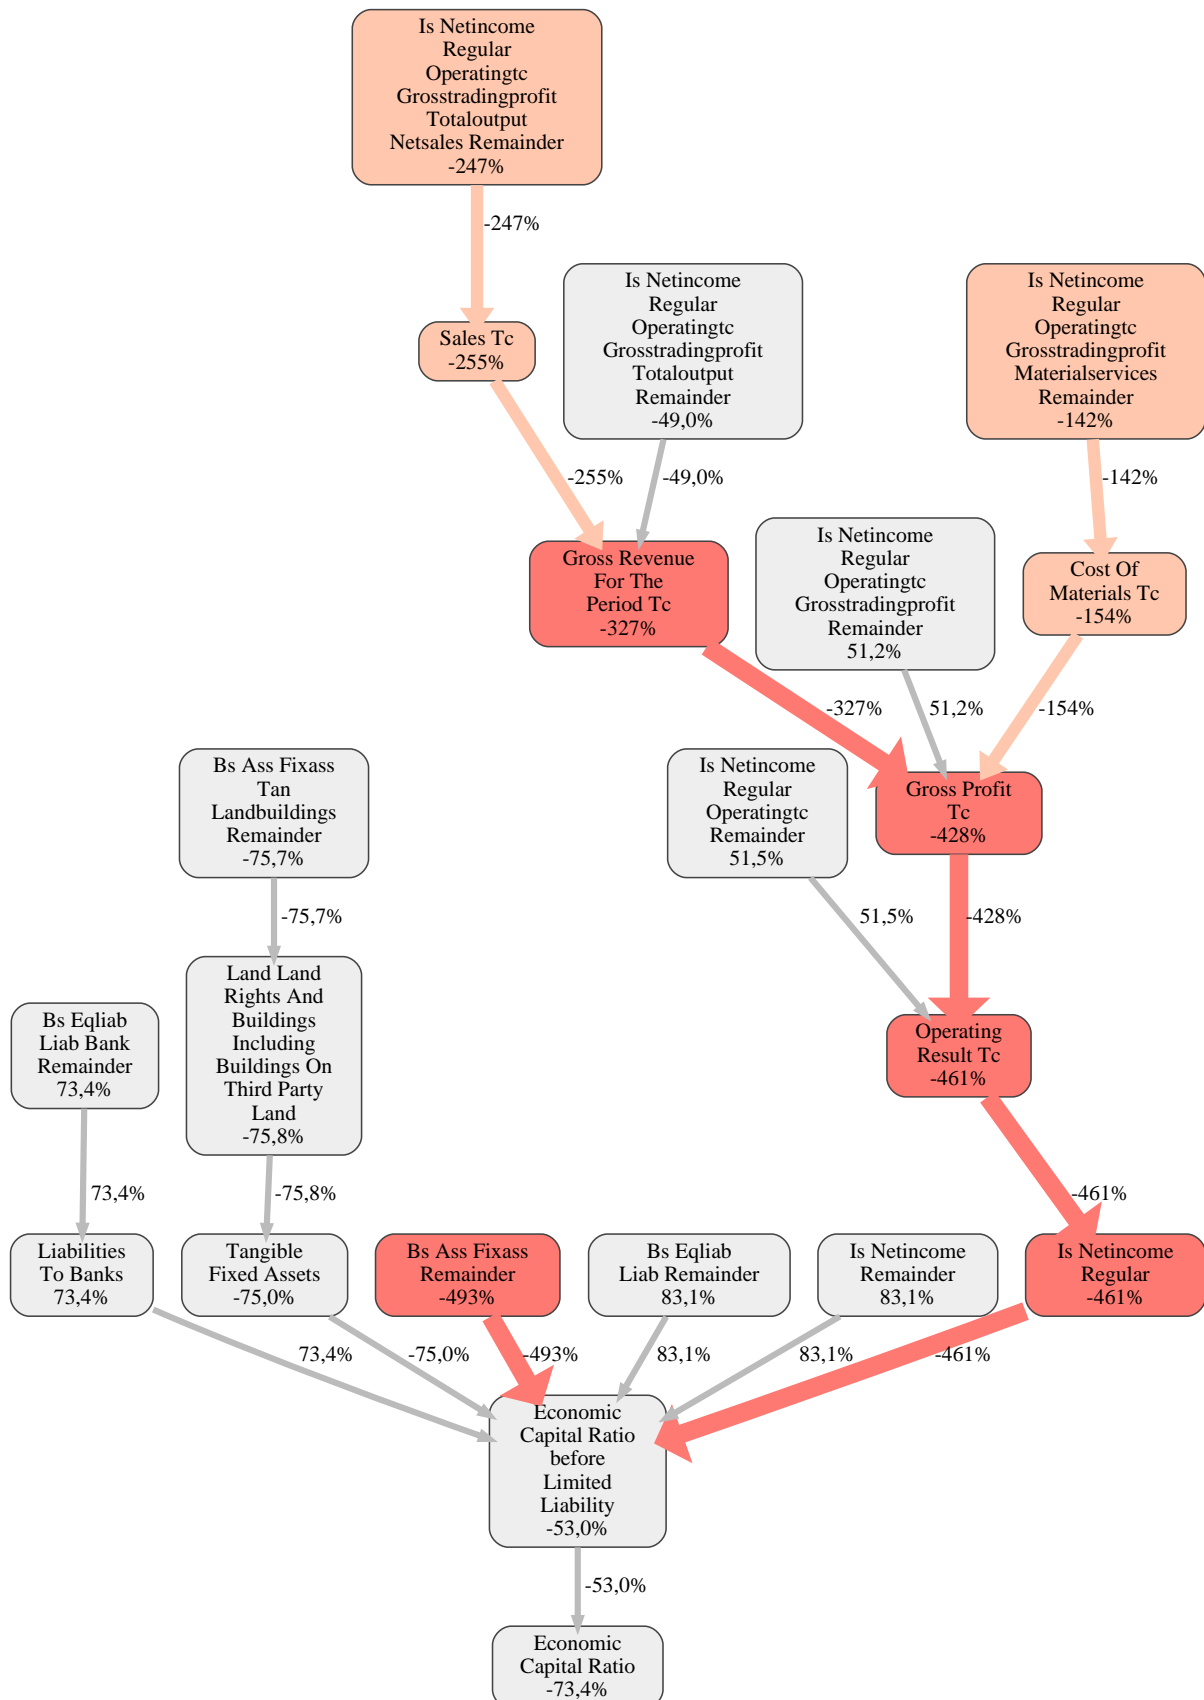 Is Netincome
Regular
Operatingtc
Grosstradingprofit
Totaloutput
Netsales Remainder
-247%
-247%
Sales Tc
-255%
Is Netincome
Regular
Operatingtc
Grosstradingprofit
Totaloutput
Remainder
-49,0%
Is Netincome
Regular
Operatingtc
Grosstradingprofit
Materialservices
Remainder
-142%
-255%
-49,0%
-142%
Gross Revenue
For The
Period Tc
-327%
Is Netincome
Regular
Operatingtc
Grosstradingprofit
Remainder
51,2%
Cost Of
Materials Tc
-154%
-327%
51,2%
-154%
Bs Ass Fixass
Tan
Landbuildings
Remainder
-75,7%
Is Netincome
Regular
Operatingtc
Remainder
51,5%
Gross Profit
Tc
-428%
-75,7%
51,5%
-428%
Bs Eqliab
Liab Bank
Remainder
73,4%
Land Land
Rights And
Buildings
Including
Buildings On
Third Party
Land
-75,8%
Operating
Result Tc
-461%
73,4%
-75,8%
-461%
Liabilities
To Banks
73,4%
Tangible
Fixed Assets
-75,0%
Bs Ass Fixass
Remainder
-493%
Bs Eqliab
Liab Remainder
83,1%
Is Netincome
Remainder
83,1%
Is Netincome
Regular
-461%
73,4%
-75,0%
-493%
83,1%
83,1%
-461%
Economic
Capital Ratio
before
Limited
Liability
-53,0%
-53,0%
Economic
Capital Ratio
-73,4%